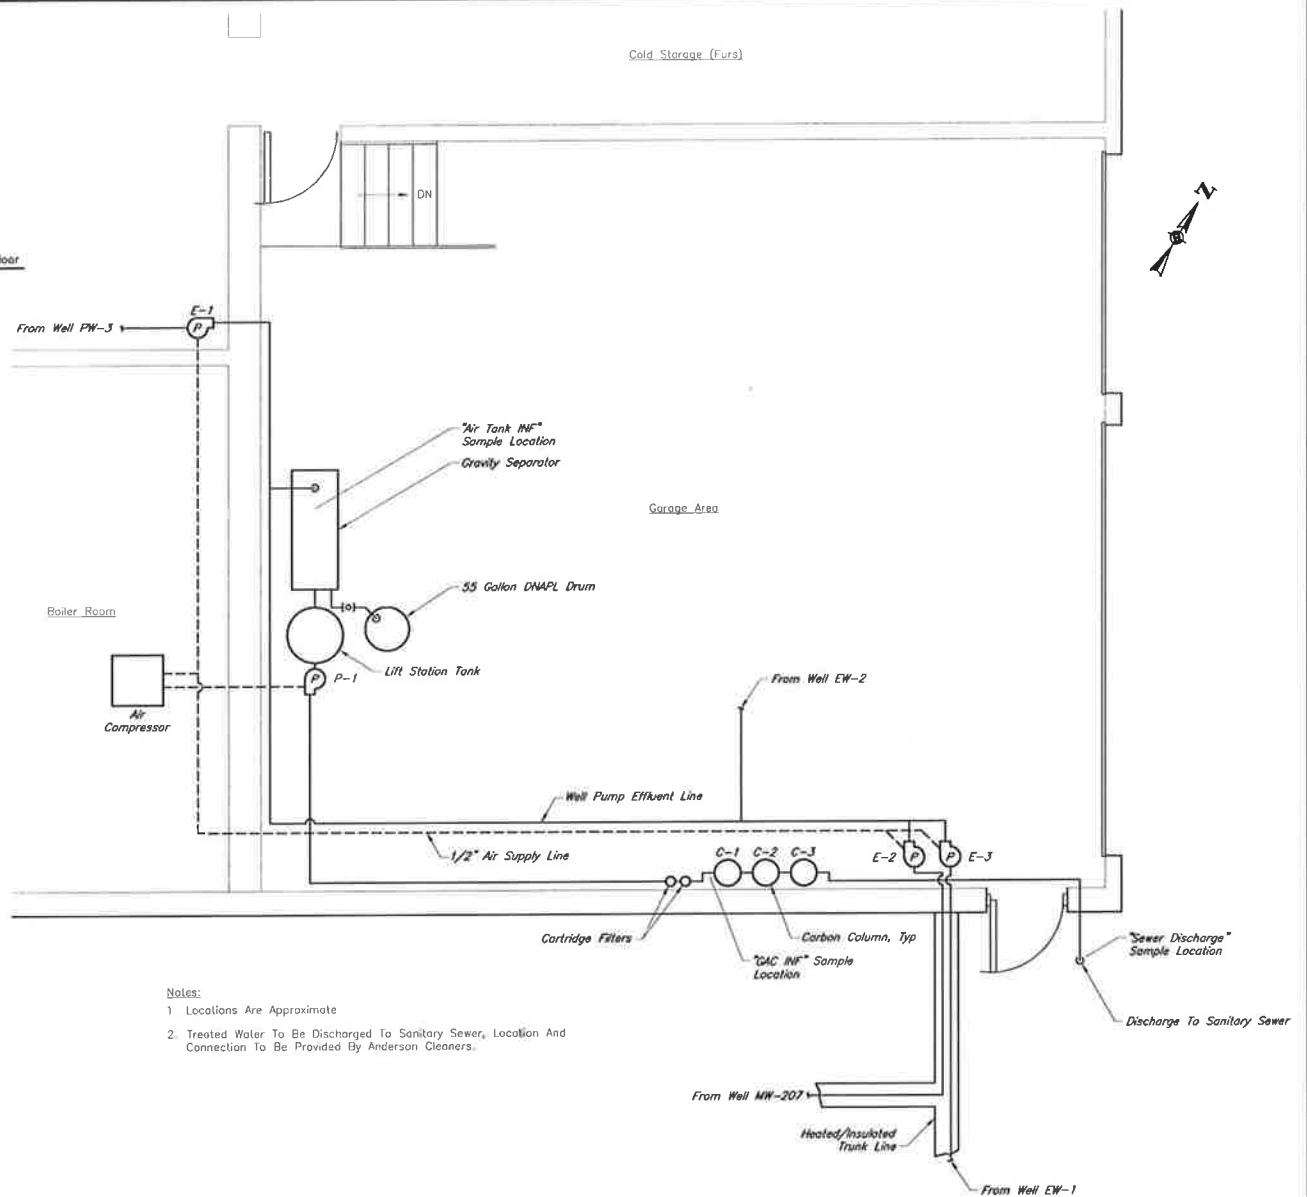 Cold Storage (Furs)
N
DN
E-1
From Well PW-3
P
"Air Tank INF"
Sample Location
Gravity Separator
Garage Area
55 Gallon DNAPL Drum
Boiler Room
Lift Station Tank
P
P-1
From Well EW-2
Air
Compressor
Well Pump Effluent Line
1/2" Air Supply Line
C-1
C-2
C-3
E-2
P
P
E-3
Cartridge Filters
Carbon Column, Typ
"GAC INF" Sample
Location
"Sewer Discharge"
Sample Location
Discharge To Sanitary Sewer
Notes:
1 Locations Are Approximate
2. Treated Water To Be Discharged To Sanitary Sewer, Location And
Connection To Be Provided By Anderson Cleaners.
From Well MW-207
Heated/Insulated
Trunk Line
From Well EW-1